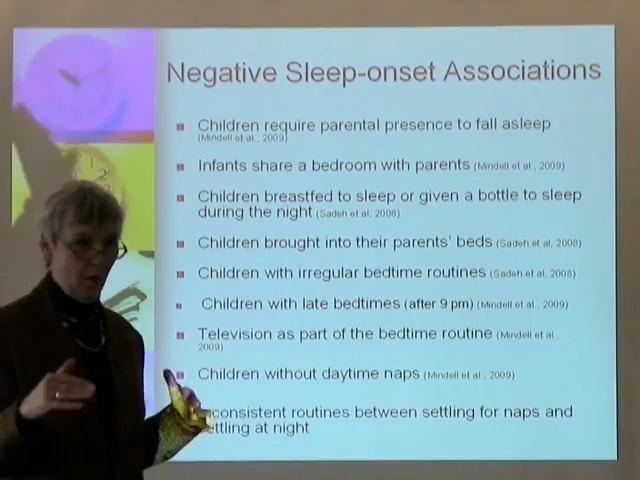 Negative Sleep-onset Associations
Children require parental presence to fall asleep
(Mindell et al., 2009)
Infants share a bedroom with parents (Mindell et al., 2009)
Children breastfed to sleep or given a bottle to sleep
during the night (Sadeh et al, 2008)
Children brought into their parents' beds (Sadeh et al, 2008)
Children with irregular bedtime routines (Sadeh et al, 2008)
Children with late bedtimes (after 9 pm) (Mindell et al., 2009)
Television as part of the bedtime routine (Mindell et al.,
2009)
Children without daytime naps (Mindell et al., 2009)
consistent routines between settling for naps and
ettling at night